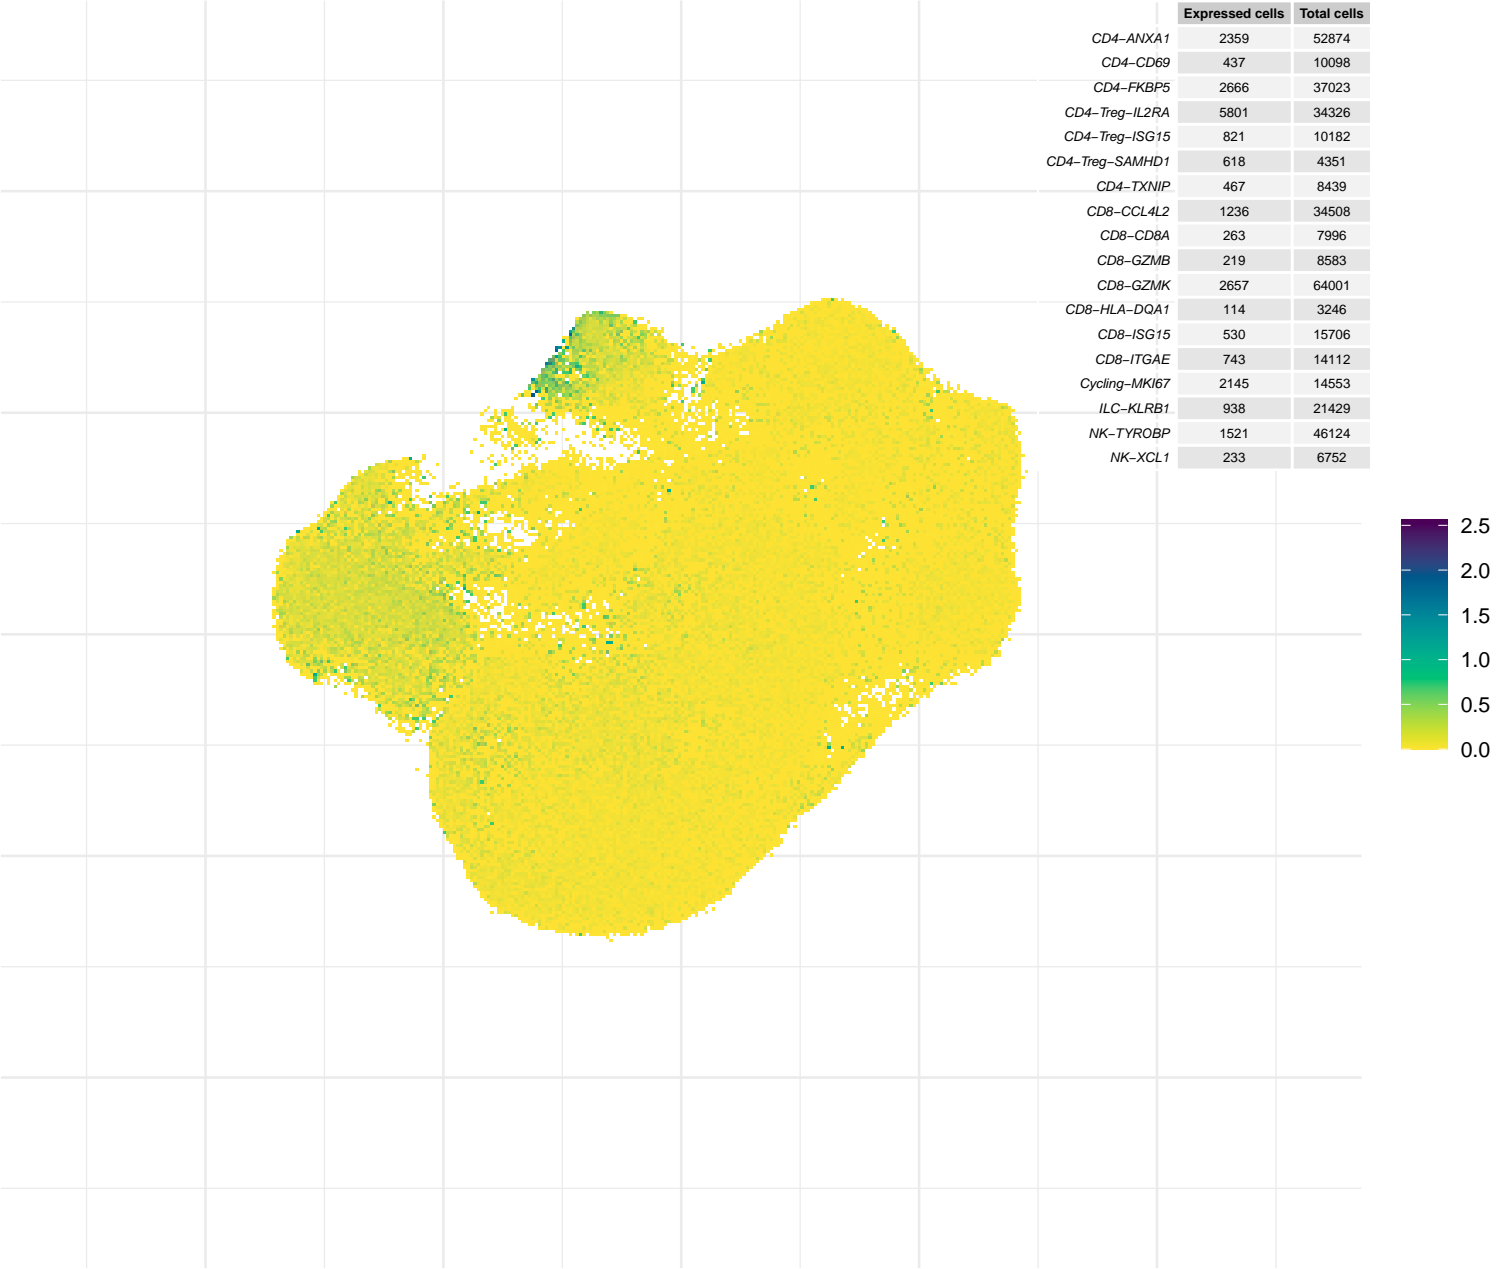 Expressed cells Total cells
CD4−ANXA1 2359 52874
CD4−CD69 437 10098
CD4−FKBP5 2666 37023
CD4−Treg−IL2RA 5801 34326
CD4−Treg−ISG15 821 10182
CD4−Treg−SAMHD1 618 4351
CD4−TXNIP 467 8439
CD8−CCL4L2 1236 34508
CD8−CD8A 263 7996
CD8−GZMB 219 8583
CD8−GZMK 2657 64001
CD8−HLA−DQA1 114 3246
CD8−ISG15 530 15706
CD8−ITGAE 743 14112
Cycling−MKI67 2145 14553
ILC−KLRB1 938 21429
NK−TYROBP 1521 46124
NK−XCL1 233 6752
2.5
2.0
1.5
1.0
0.5
0.0